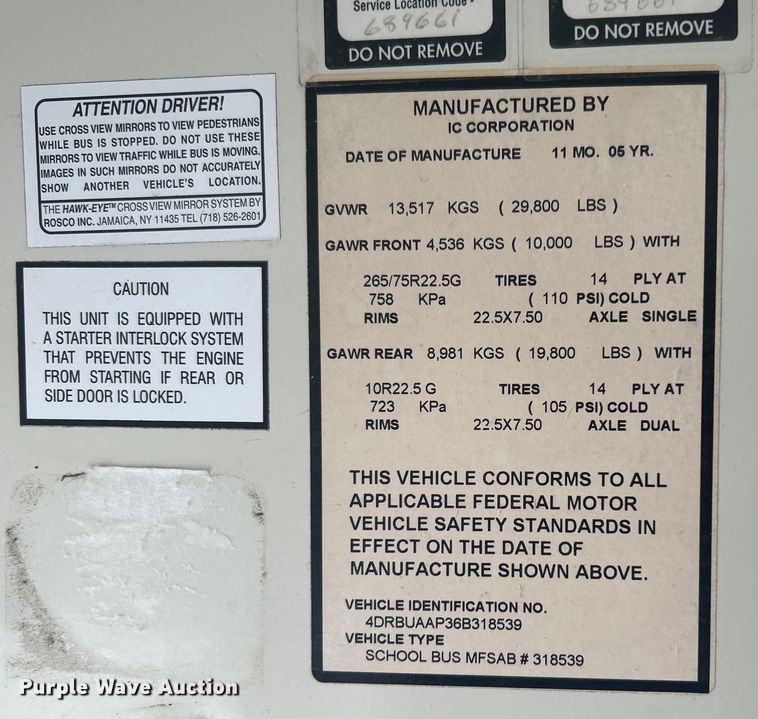 Service Location Code -
689661
DO NOT REMOVE
DO NOT REMOVE
ATTENTION DRIVER!
USE CROSS VIEW MIRRORS TO VIEW PEDESTRIANS
WHILE BUS IS STOPPED. DO NOT USE THESE
MIRRORS TO VIEW TRAFFIC WHILE BUS IS MOVING.
IMAGES IN SUCH MIRRORS DO NOT ACCURATELY
SHOW ANOTHER VEHICLE'S LOCATION.
THE HAWK-EYE™ CROSS VIEW MIRROR SYSTEM BY
ROSCO INC. JAMAICA, NY 11435 TEL (718) 526-2601
CAUTION
THIS UNIT IS EQUIPPED WITH
A STARTER INTERLOCK SYSTEM
THAT PREVENTS THE ENGINE
FROM STARTING IF REAR OR
SIDE DOOR IS LOCKED.
MANUFACTURED BY
IC CORPORATION
DATE OF MANUFACTURE 11 MO. 05 YR.
GVWR 13,517 KGS ( 29,800 LBS )
GAWR FRONT 4,536 KGS ( 10,000 LBS ) WITH
265/75R22.5G TIRES 14 PLY AT
758 KPa ( 110 PSI) COLD
RIMS 22.5X7.50 AXLE SINGLE
GAWR REAR 8,981 KGS ( 19,800 LBS ) WITH
10R22.5 G TIRES 14 PLY AT
723 KPa ( 105 PSI) COLD
RIMS 22.5X7.50 AXLE DUAL
THIS VEHICLE CONFORMS TO ALL
APPLICABLE FEDERAL MOTOR
VEHICLE SAFETY STANDARDS IN
EFFECT ON THE DATE OF
MANUFACTURE SHOWN ABOVE.
VEHICLE IDENTIFICATION NO.
4DRBUAAP36B318539
VEHICLE TYPE
SCHOOL BUS MFSAB # 318539
Purple Wave Auction